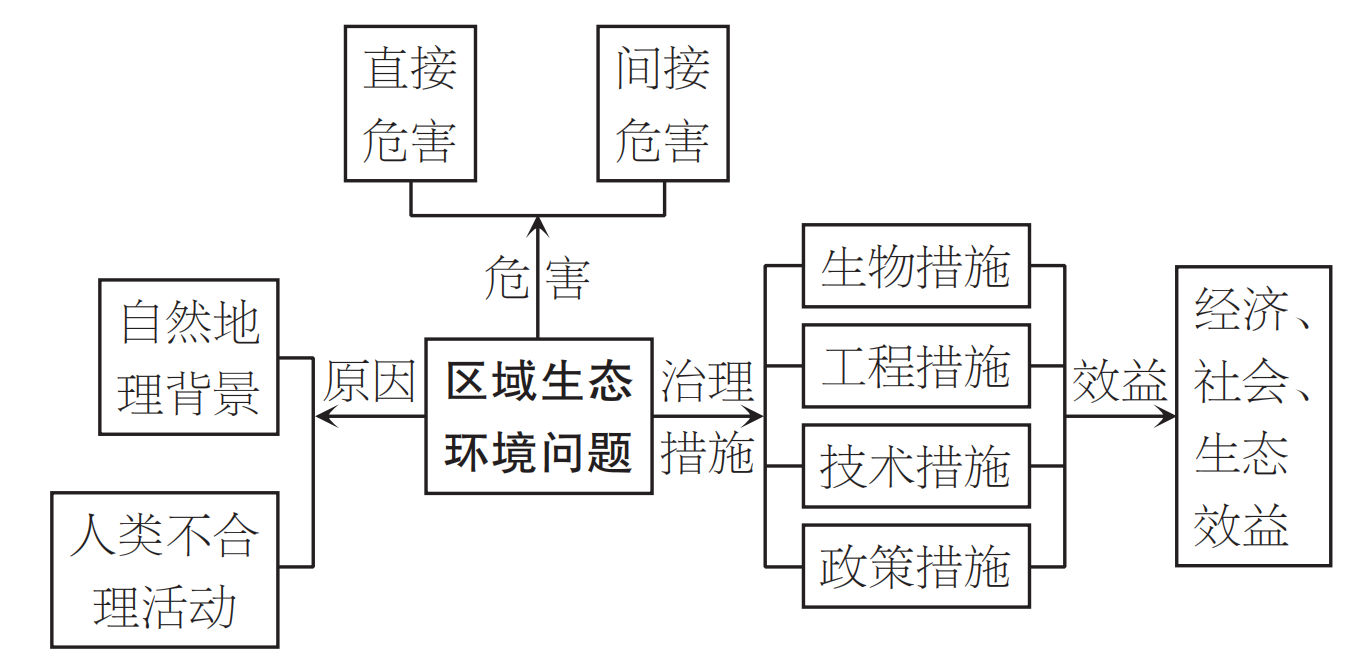 直接
危害
间接
危害
危害
自然地
理背景
人类不合
理活动
原因
区域生态
环境问题
治理
措施
生物措施
工程措施
技术措施
政策措施
效益
经济、
社会、
生态
效益